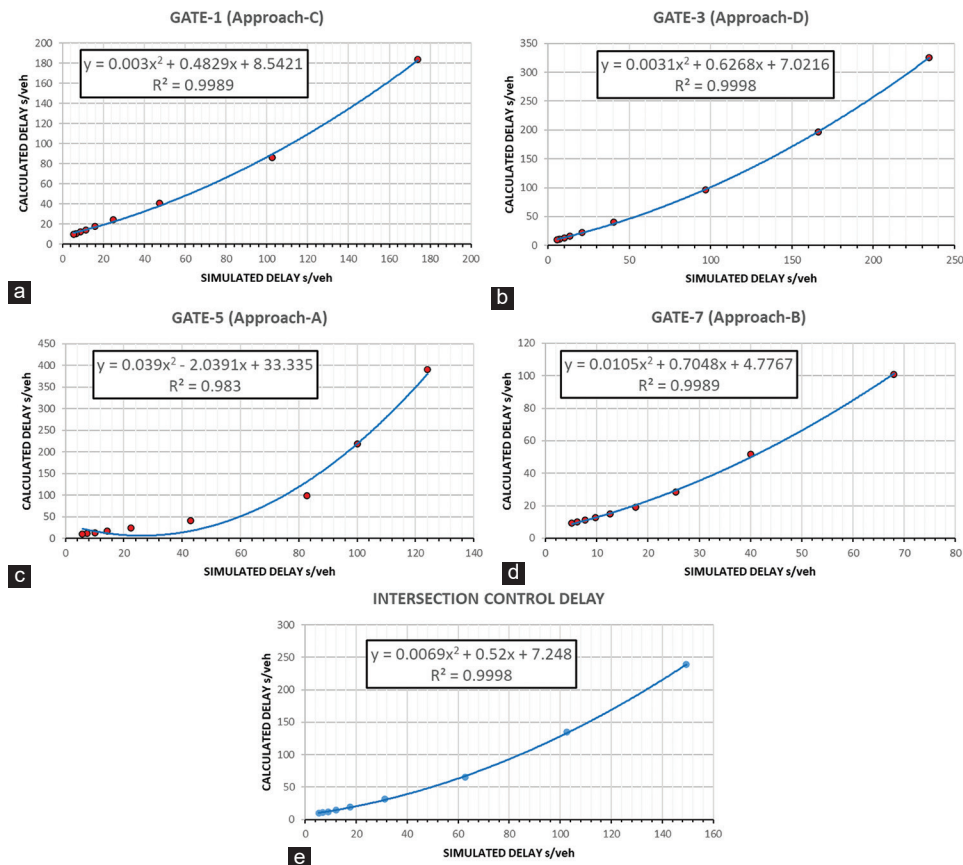 GATE-1 (Approach-C)
y = 0.003x² + 0.4829x + 8.5421
R² = 0.9989
CALCULATED DELAY s/veh
200
180
160
140
120
100
80
60
40
20
0
0 20 40 60 80 100 120 140 160 180 200
SIMULATED DELAY s/veh
a
GATE-3 (Approach-D)
y = 0.0031x² + 0.6268x + 7.0216
R² = 0.9998
CALCULATED DELAY s/veh
350
300
250
200
150
100
50
0
0 50 100 150 200 250
SIMULATED DELAY s/veh
b
GATE-5 (Approach-A)
y = 0.039x² - 2.0391x + 33.335
R² = 0.983
CALCULATED DELAY s/veh
450
400
350
300
250
200
150
100
50
0
0 20 40 60 80 100 120 140
SIMULATED DELAY s/veh
c
GATE-7 (Approach-B)
y = 0.0105x² + 0.7048x + 4.7767
R² = 0.9989
CALCULATED DELAY s/veh
120
100
80
60
40
20
0
0 10 20 30 40 50 60 70 80
SIMULATED DELAY s/veh
d
INTERSECTION CONTROL DELAY
y = 0.0069x² + 0.52x + 7.248
R² = 0.9998
CALCULATED DELAY s/veh
300
250
200
150
100
50
0
0 20 40 60 80 100 120 140 160
SIMULATED DELAY s/veh
e